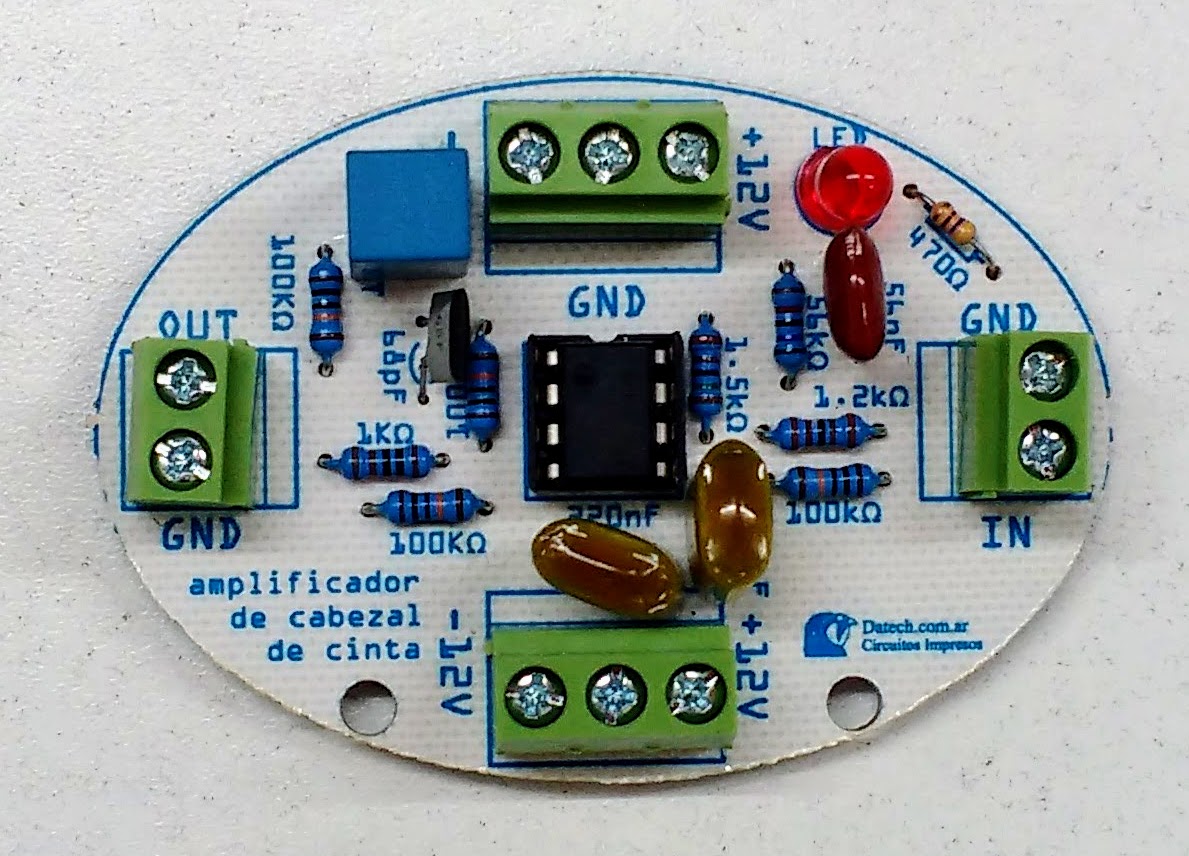 +12V
LED
470Ω
100KΩ
OUT
GND
GND
68pF
1.5kΩ
56kΩ
56nF
1.2kΩ
1KΩ
100KΩ
100KΩ
GND
IN
amplificador
de cabezal
de cinta
-12V
+12V
Datech.com.ar
Circuitos Impresos